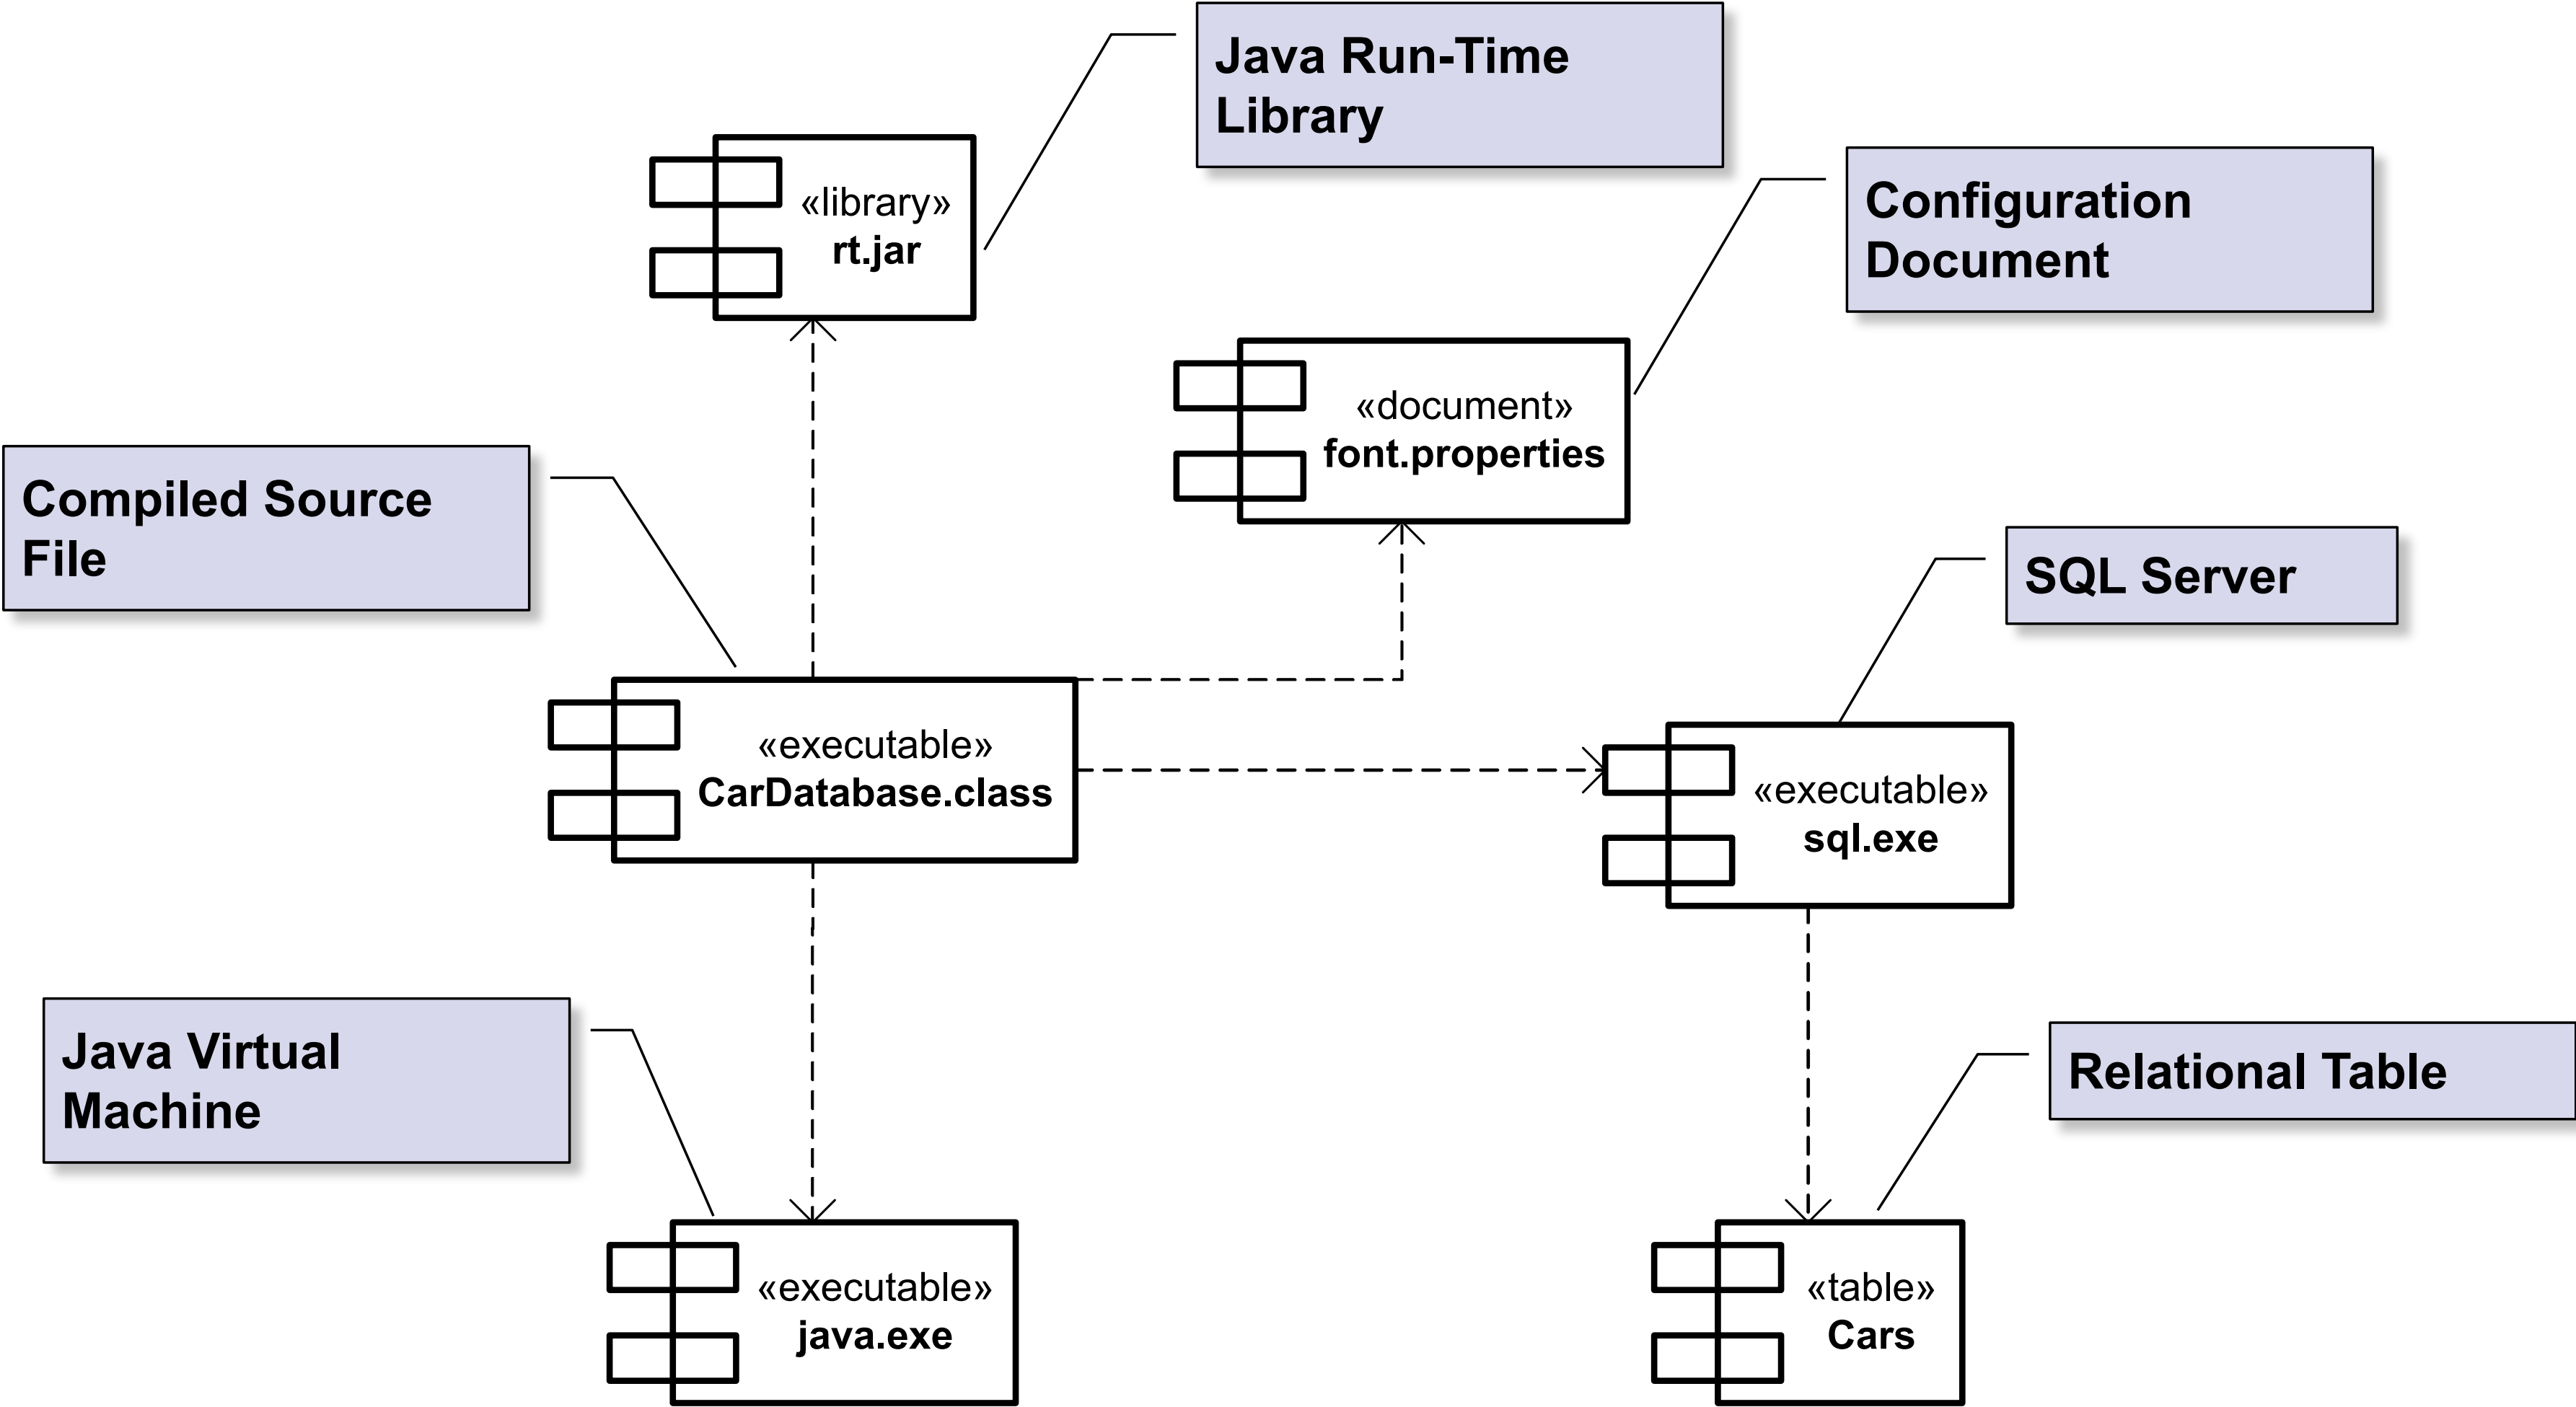 Java Run-Time
Library
«library»
rt.jar
Configuration
Document
«document»
font.properties
Compiled Source
File
SQL Server
«executable»
CarDatabase.class
«executable»
sql.exe
Java Virtual
Machine
Relational Table
«executable»
java.exe
«table»
Cars